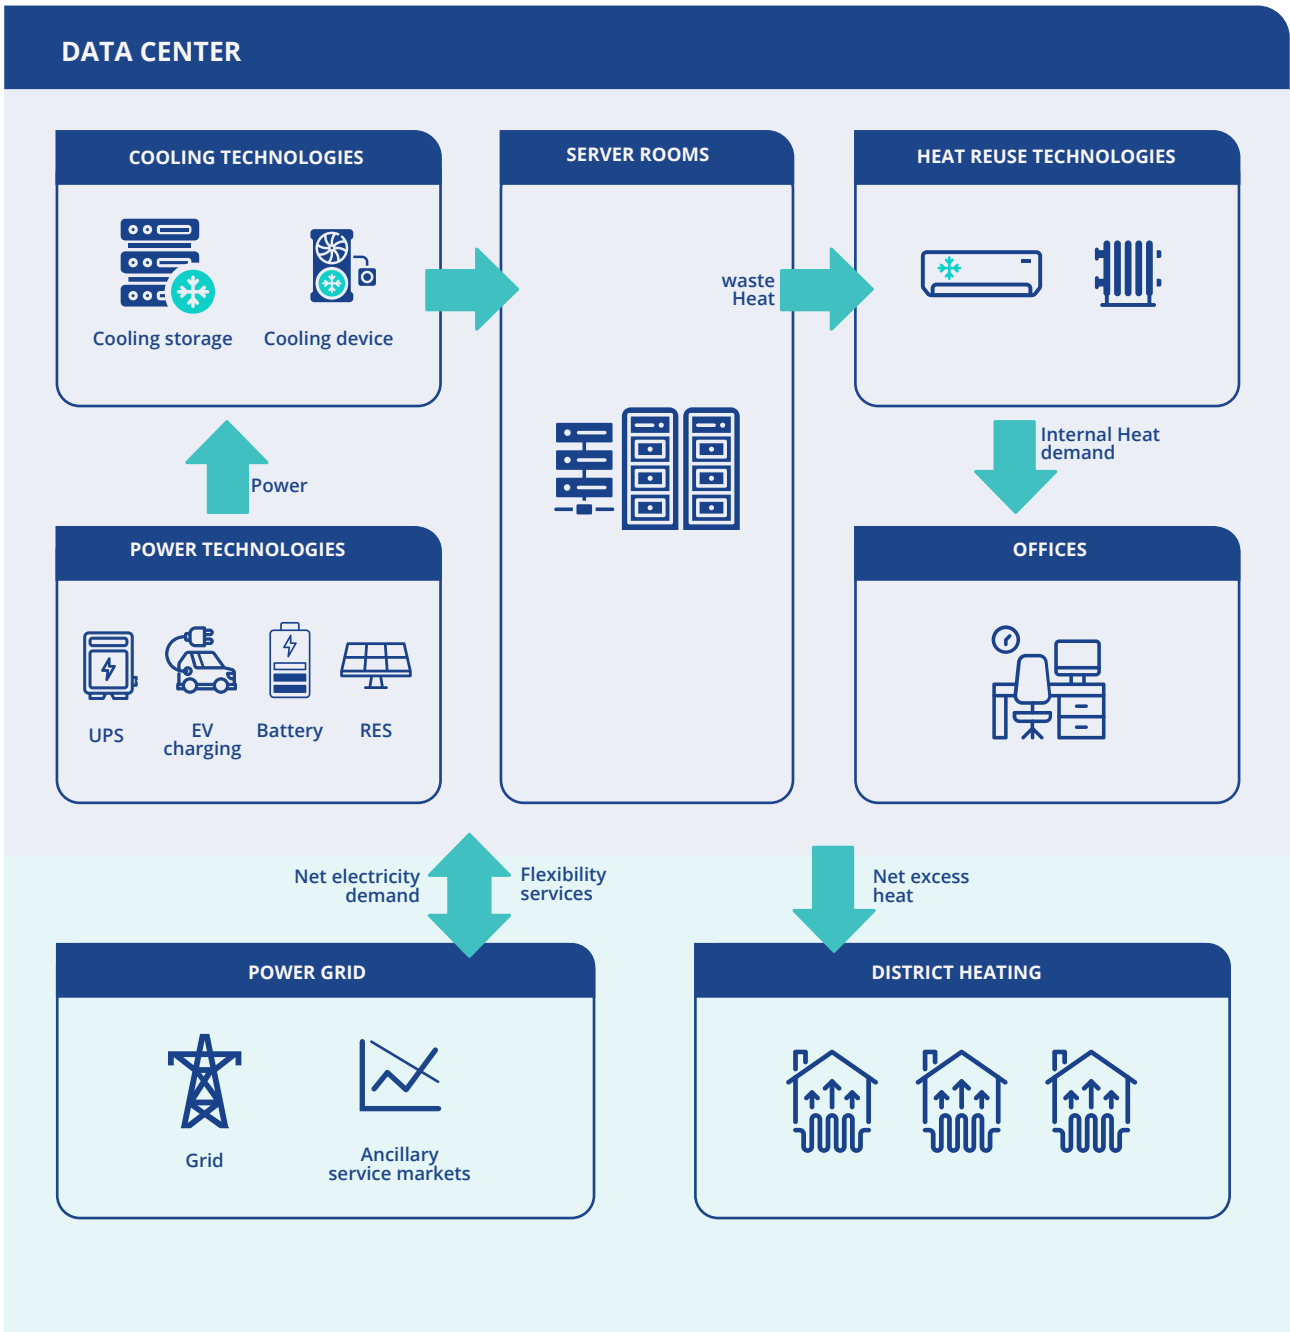 DATA CENTER
COOLING TECHNOLOGIES
SERVER ROOMS
HEAT REUSE TECHNOLOGIES
Cooling storage
Cooling device
waste
Heat
Power
Internal Heat
demand
POWER TECHNOLOGIES
OFFICES
UPS
EV
charging
Battery
RES
Net electricity
demand
Flexibility
services
Net excess
heat
POWER GRID
DISTRICT HEATING
Grid
Ancillary
service markets